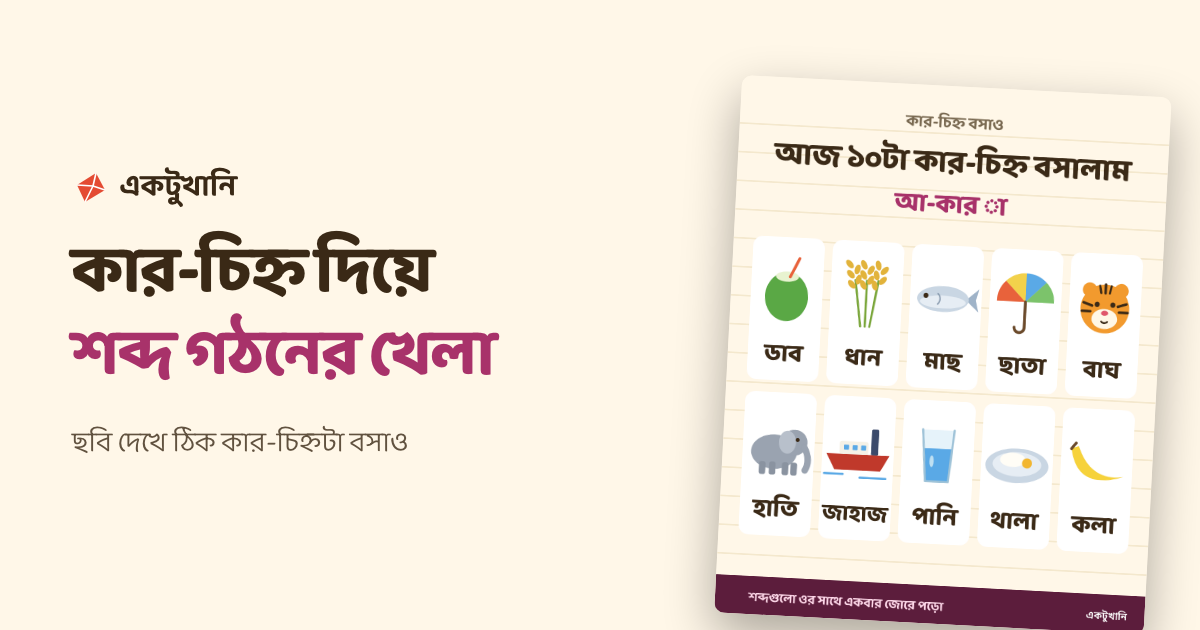 একটুখানি
কার-চিহ্ন দিয়ে
শব্দ গঠনের খেলা
ছবি দেখে ঠিক কার-চিহ্নটা বসাও
কার-চিহ্ন বসাও
আজ ১০টা কার-চিহ্ন বসালাম
আ-কার া
ডাব ধান মাছ ছাতা বাঘ
হাতি জাহাজ পানি থালা কলা
শব্দগুলো ওর সাথে একবার জোরে পড়ো
একটুখানি